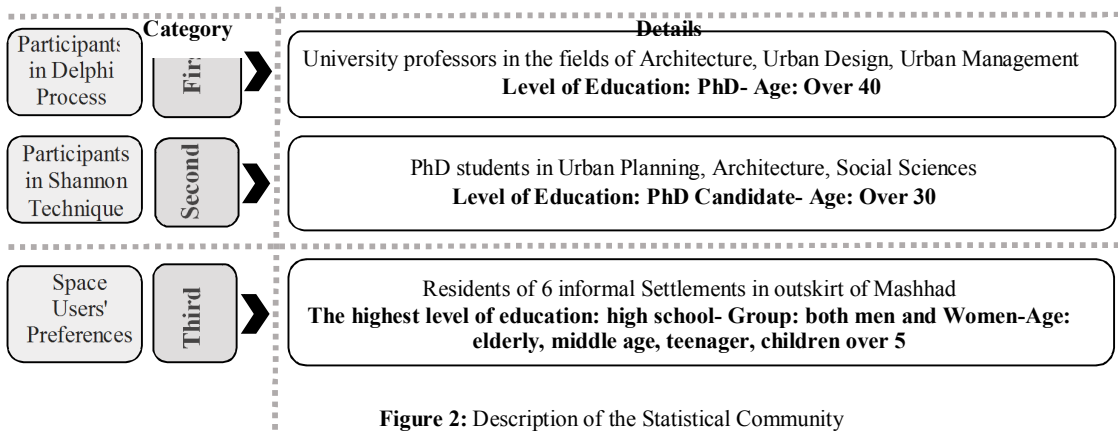 Category
Details
Participants
in Delphi
Process
First
University professors in the fields of Architecture, Urban Design, Urban Management
Level of Education: PhD- Age: Over 40
Participants
in Shannon
Technique
Second
PhD students in Urban Planning, Architecture, Social Sciences
Level of Education: PhD Candidate- Age: Over 30
Space
Users'
Preferences
Third
Residents of 6 informal Settlements in outskirt of Mashhad
The highest level of education: high school- Group: both men and Women-Age:
elderly, middle age, teenager, children over 5
Figure 2: Description of the Statistical Community